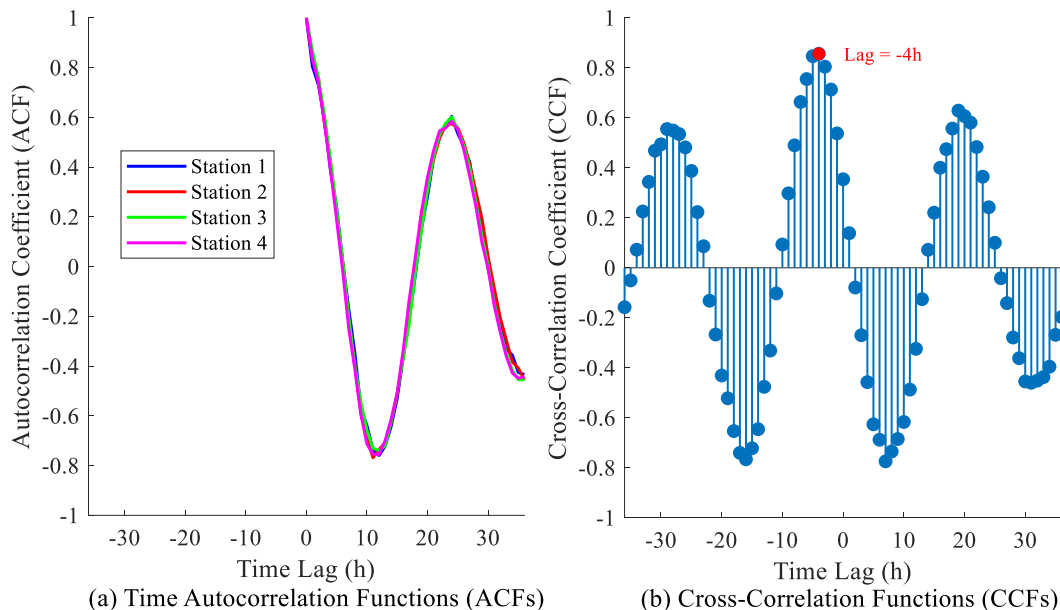 1
0.8
0.6
0.4
0.2
0
-0.2
-0.4
-0.6
-0.8
-1
Autocorrelation Coefficient (ACF)
Station 1
Station 2
Station 3
Station 4
-30 -20 -10 0 10 20 30
Time Lag (h)
(a) Time Autocorrelation Functions (ACFs)
1
0.8
0.6
0.4
0.2
0
-0.2
-0.4
-0.6
-0.8
-1
Cross-Correlation Coefficient (CCF)
Lag = -4h
-30 -20 -10 0 10 20 30
Time Lag (h)
(b) Cross-Correlation Functions (CCFs)